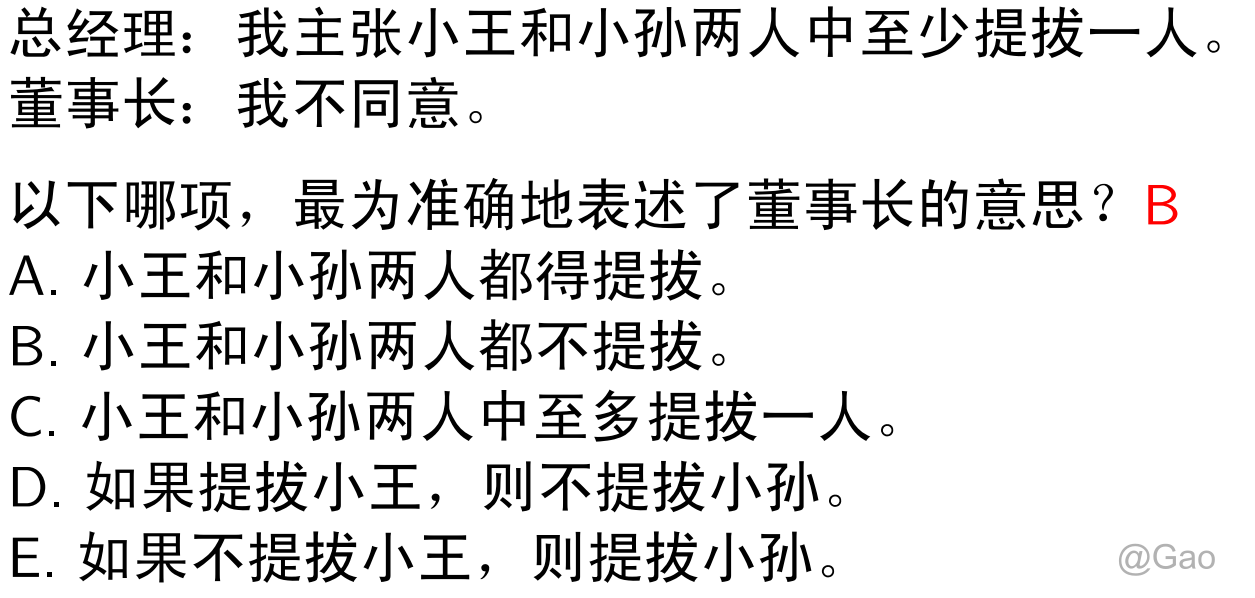 总经理：我主张小王和小孙两人中至少提拔一人。
董事长：我不同意。
以下哪项，最为准确地表述了董事长的意思？B
A. 小王和小孙两人都得提拔。
B. 小王和小孙两人都不提拔。
C. 小王和小孙两人中至多提拔一人。
D. 如果提拔小王，则不提拔小孙。
E. 如果不提拔小王，则提拔小孙。
@Gao